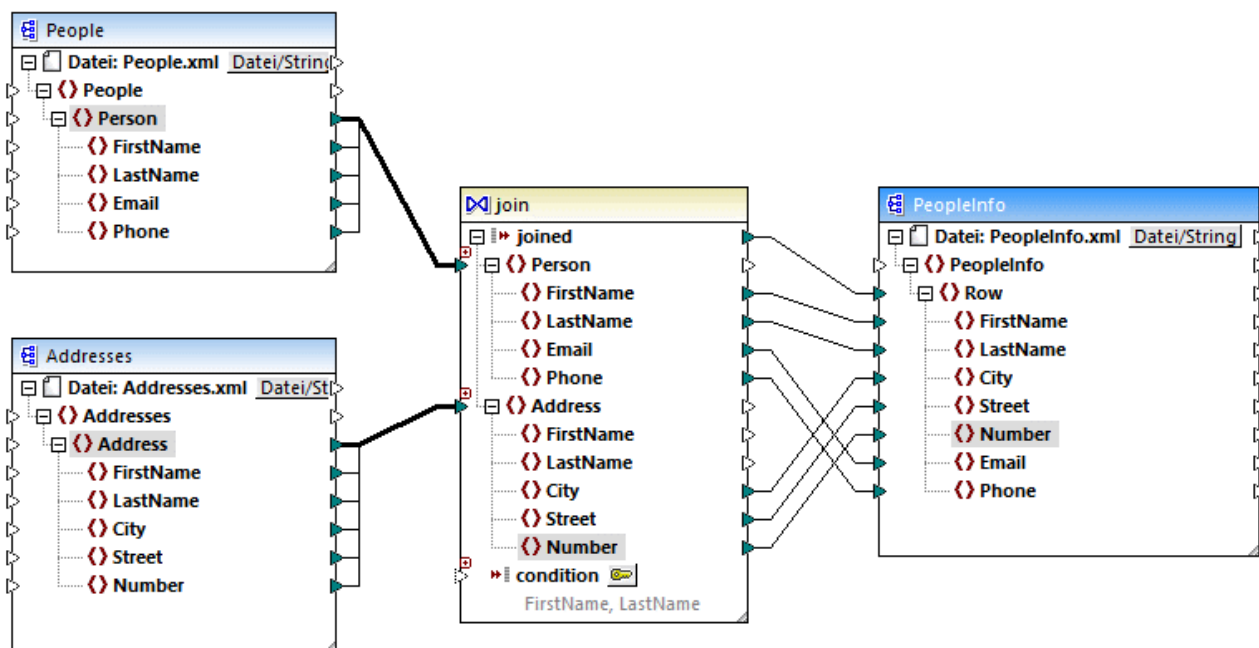 People
Datei: People.xml Datei/String
People
Person
FirstName
LastName
Email
Phone
Addresses
Datei: Addresses.xml Datei/St
Addresses
Address
FirstName
LastName
City
Street
Number
join
joined
Person
FirstName
LastName
Email
Phone
Address
FirstName
LastName
City
Street
Number
condition
FirstName, LastName
PeopleInfo
Datei: PeopleInfo.xml Datei/String
PeopleInfo
Row
FirstName
LastName
City
Street
Number
Email
Phone